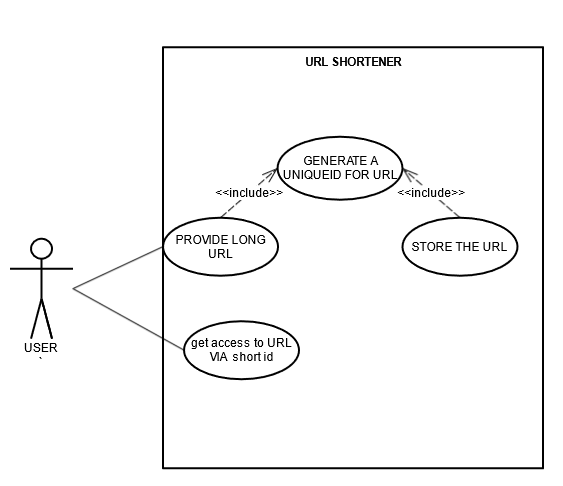 URL SHORTENER
GENERATE A
UNIQUEID FOR URL
<<include>>
<<include>>
PROVIDE LONG
URL
STORE THE URL
get access to URL
VIA short id
USER
`